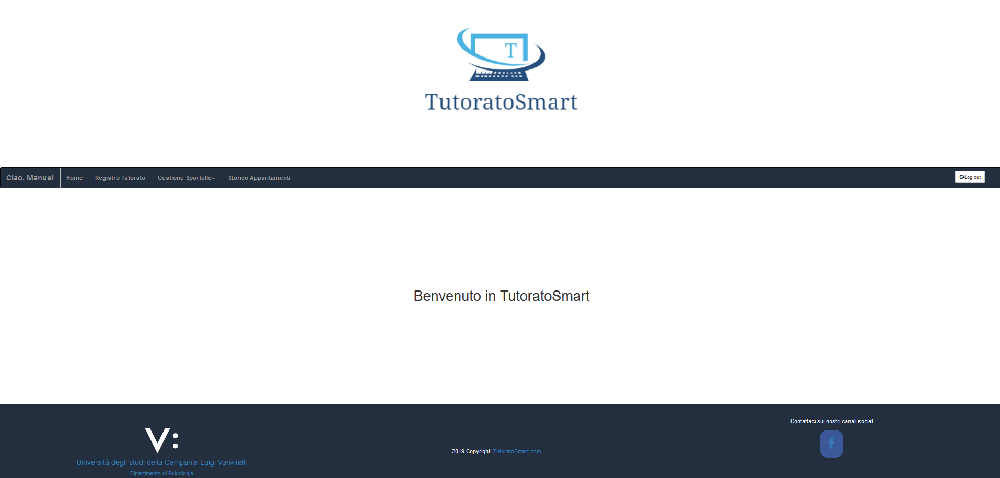 T
TutoratoSmart
Ciao, Manuel Home Registro Tutorato Gestione Sportello Storico Appuntamenti Log out
Benvenuto in TutoratoSmart
Contattaci sui nostri canali social
V:
2019 Copyright: TutoratoSmart.com
Universitá degli studi della Campania Luigi Vanvitelli
Dipartimento di Psicologia